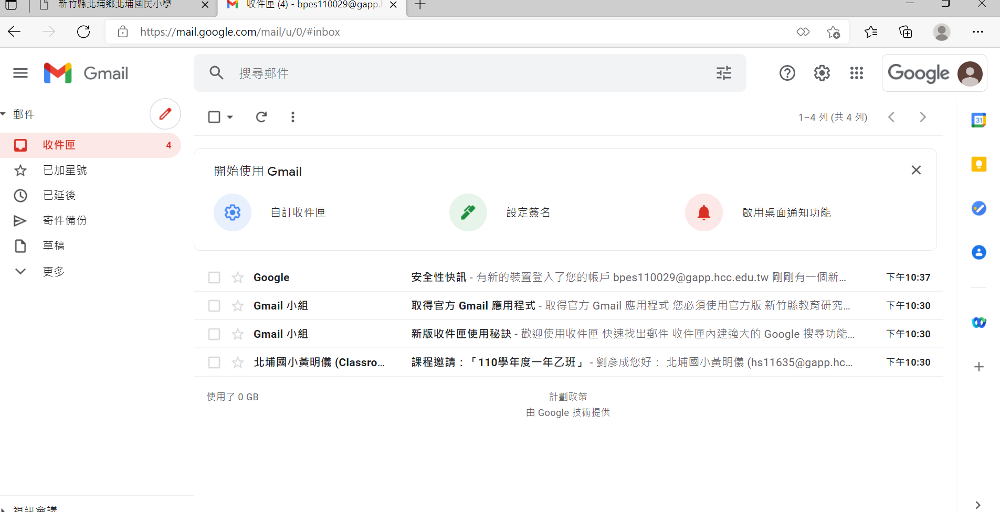 新竹縣北埔鄉北埔國民小學
收件匣 (4) - bpes110029@gapp.
https://mail.google.com/mail/u/0/#inbox
Gmail
搜尋郵件
Google
郵件
1–4 列 (共 4 列)
31
收件匣 4
已加星號
已延後
寄件備份
草稿
更多
開始使用 Gmail
自訂收件匣
設定簽名
啟用桌面通知功能
Google 安全性快訊 - 有新的裝置登入了您的帳戶 bpes110029@gapp.hcc.edu.tw 剛剛有一個新... 下午10:37
Gmail 小組 取得官方 Gmail 應用程式 - 取得官方 Gmail 應用程式 您必須使用官方版 新竹縣教育研究... 下午10:30
Gmail 小組 新版收件匣使用秘訣 - 歡迎使用收件匣 快速找出郵件 收件匣內建強大的 Google 搜尋功能... 下午10:30
北埔國小黃明儀 (Classro... 課程邀請：「110學年度一年乙班」 - 劉彥成您好： 北埔國小黃明儀 (hs11635@gapp.hc... 下午10:30
使用了 0 GB
計劃政策
由 Google 技術提供
視訊會議